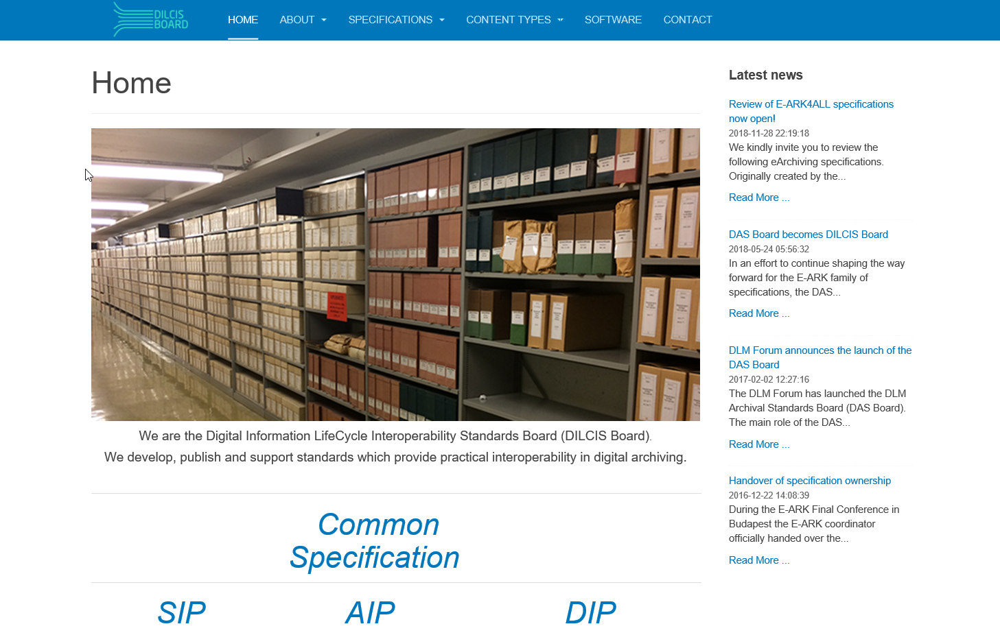 DILCIS
BOARD
HOME ABOUT SPECIFICATIONS CONTENT TYPES SOFTWARE CONTACT
Home
We are the Digital Information LifeCycle Interoperability Standards Board (DILCIS Board).
We develop, publish and support standards which provide practical interoperability in digital archiving.
Common
Specification
SIP AIP DIP
Latest news
Review of E-ARK4ALL specifications
now open!
2018-11-28 22:19:18
We kindly invite you to review the
following eArchiving specifications.
Originally created by the...
Read More ...
DAS Board becomes DILCIS Board
2018-05-24 05:56:32
In an effort to continue shaping the way
forward for the E-ARK family of
specifications, the DAS...
Read More ...
DLM Forum announces the launch of the
DAS Board
2017-02-02 12:27:16
The DLM Forum has launched the DLM
Archival Standards Board (DAS Board).
The main role of the DAS...
Read More ...
Handover of specification ownership
2016-12-22 14:08:39
During the E-ARK Final Conference in
Budapest the E-ARK coordinator
officially handed over the...
Read More ...